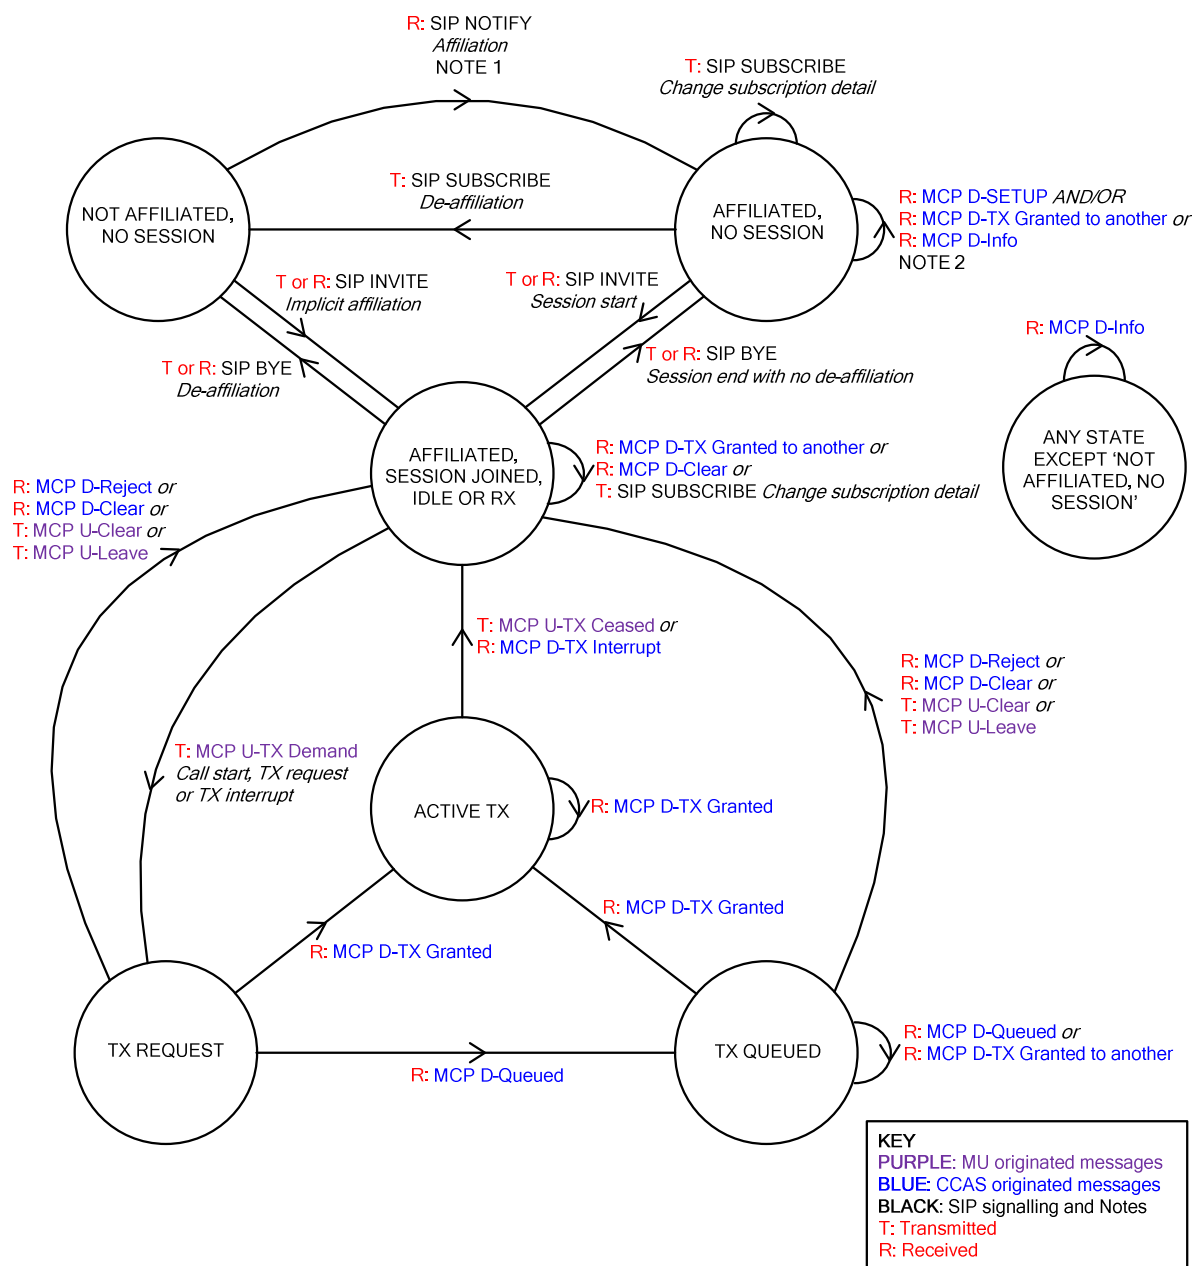 R: SIP NOTIFY
Affiliation
NOTE 1
T: SIP SUBSCRIBE
Change subscription detail
NOT AFFILIATED,
NO SESSION
T: SIP SUBSCRIBE
De-affiliation
AFFILIATED,
NO SESSION
R: MCP D-SETUP AND/OR
R: MCP D-TX Granted to another or
R: MCP D-Info
NOTE 2
T or R: SIP INVITE
Implicit affiliation
T or R: SIP INVITE
Session start
T or R: SIP BYE
De-affiliation
T or R: SIP BYE
Session end with no de-affiliation
R: MCP D-Info
ANY STATE
EXCEPT ‘NOT
AFFILIATED, NO
SESSION’
AFFILIATED,
SESSION JOINED,
IDLE OR RX
R: MCP D-TX Granted to another or
R: MCP D-Clear or
T: SIP SUBSCRIBE Change subscription detail
R: MCP D-Reject or
R: MCP D-Clear or
T: MCP U-Clear or
T: MCP U-Leave
T: MCP U-TX Ceased or
R: MCP D-TX Interrupt
R: MCP D-Reject or
R: MCP D-Clear or
T: MCP U-Clear or
T: MCP U-Leave
T: MCP U-TX Demand
Call start, TX request
or TX interrupt
ACTIVE TX
R: MCP D-TX Granted
R: MCP D-TX Granted
R: MCP D-TX Granted
TX REQUEST
R: MCP D-Queued
TX QUEUED
R: MCP D-Queued or
R: MCP D-TX Granted to another
KEY
PURPLE: MU originated messages
BLUE: CCAS originated messages
BLACK: SIP signalling and Notes
T: Transmitted
R: Received